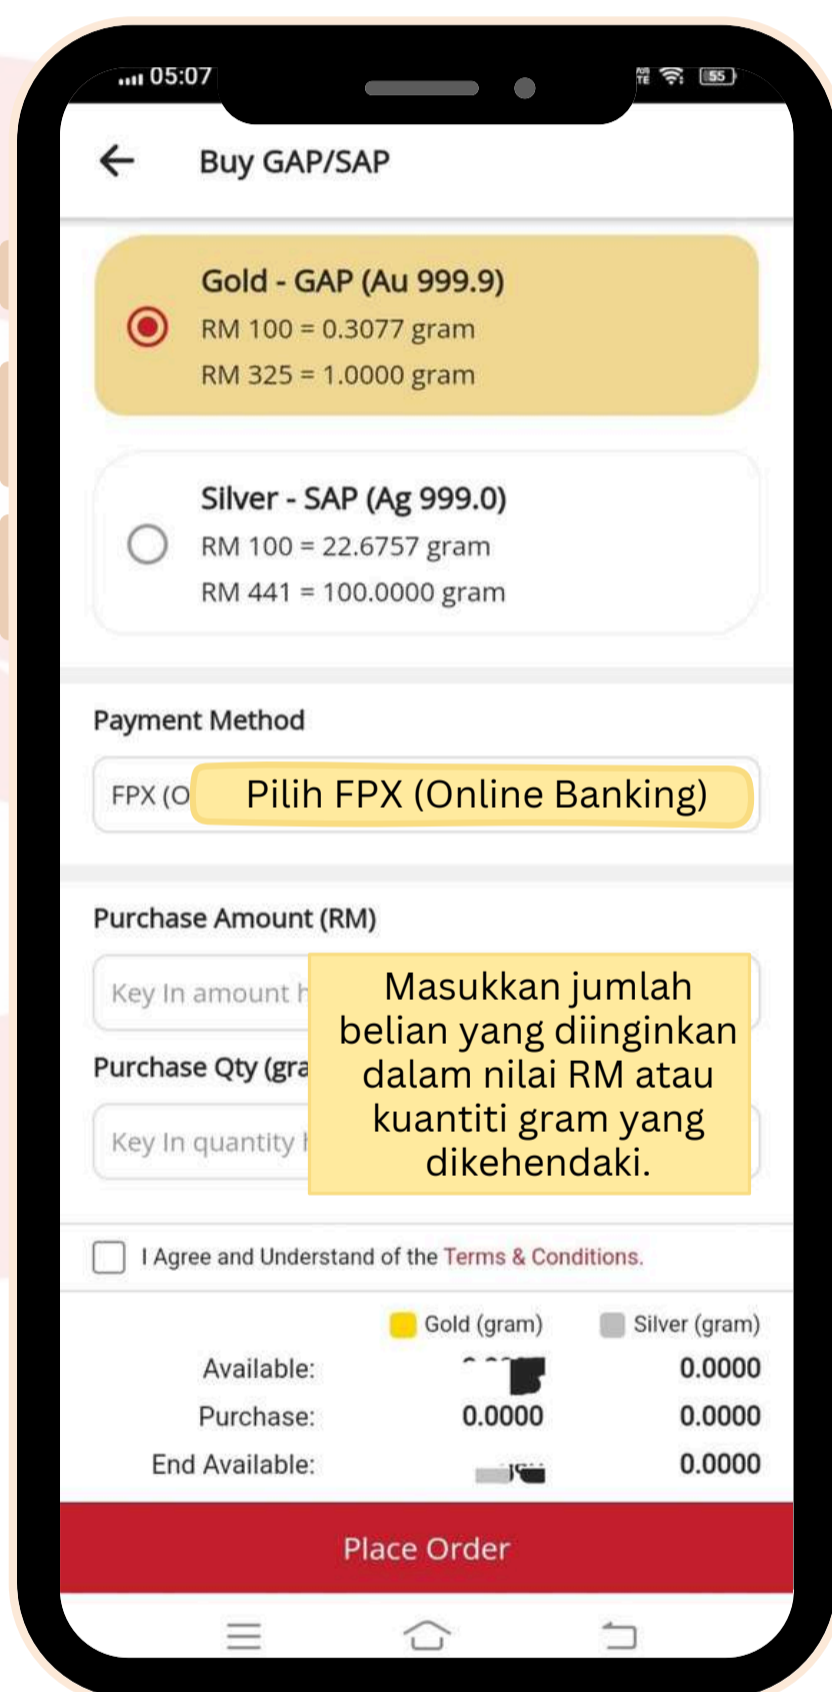 05:07
55
Buy GAP/SAP
Gold - GAP (Au 999.9)
RM 100 = 0.3077 gram
RM 325 = 1.0000 gram
Silver - SAP (Ag 999.0)
RM 100 = 22.6757 gram
RM 441 = 100.0000 gram
Payment Method
FPX (O
Pilih FPX (Online Banking)
Purchase Amount (RM)
Key In amount
Masukkan jumlah
belian yang diinginkan
dalam nilai RM atau
kuantiti gram yang
dikehendaki.
Purchase Qty (gra
Key In quantity
I Agree and Understand of the Terms & Conditions.
Gold (gram) Silver (gram)
Available: 0.0000
Purchase: 0.0000 0.0000
End Available: 0.0000
Place Order